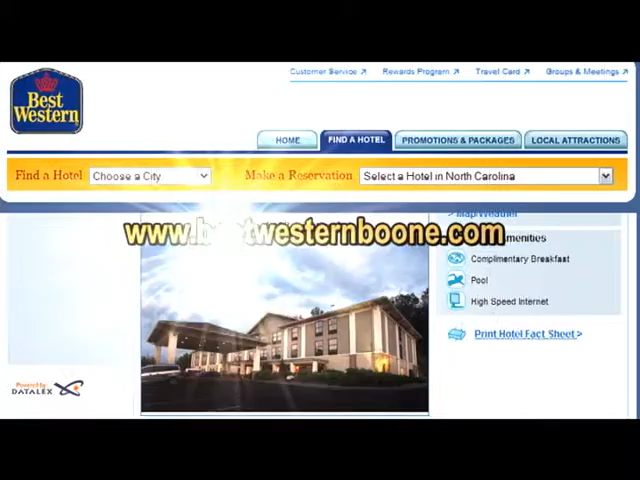 Customer Service
Rewards Program
Travel Card
Groups & Meetings
Best
Western
HOME
FIND A HOTEL
PROMOTIONS & PACKAGES
LOCAL ATTRACTIONS
Find a Hotel
Choose a City
Make a Reservation
Select a Hotel in North Carolina
> Map/Weather
www.bestwesternboone.com
Complimentary Breakfast
Pool
High Speed Internet
Print Hotel Fact Sheet >
Powered by
DATALEX